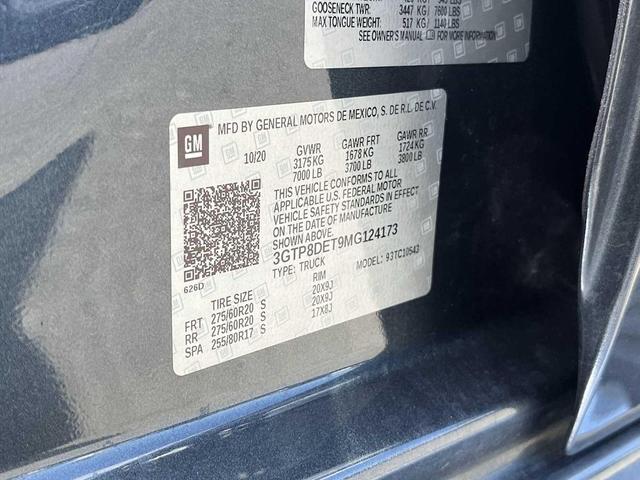 GOOSENECK TWR: 3447 KG / 7600 LBS
MAX TONGUE WEIGHT: 517 KG / 1140 LBS
SEE OWNER'S MANUAL FOR MORE INFORMATION
GM
MFD BY GENERAL MOTORS DE MEXICO, S. DE R.L. DE C.V.
10/20 GVWR GAWR FRT GAWR RR
3175 KG 1678 KG 1724 KG
7000 LB 3700 LB 3800 LB
THIS VEHICLE CONFORMS TO ALL
APPLICABLE U.S. FEDERAL MOTOR
VEHICLE SAFETY STANDARDS IN EFFECT
ON THE DATE OF MANUFACTURE
SHOWN ABOVE.
3GTP8DET9MG124173
TYPE: TRUCK MODEL: 93TC10543
626D
TIRE SIZE RIM
FRT 275/60R20 S 20X9J
RR 275/60R20 S 20X9J
SPA 255/80R17 S 17X8J